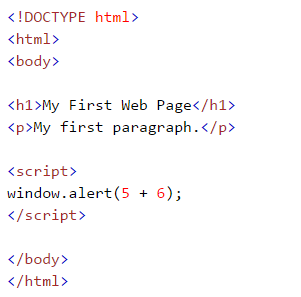 <!DOCTYPE html>
<html>
<body>

<h1>My First Web Page</h1>
<p>My first paragraph.</p>

<script>
window.alert(5 + 6);
</script>

</body>
</html>